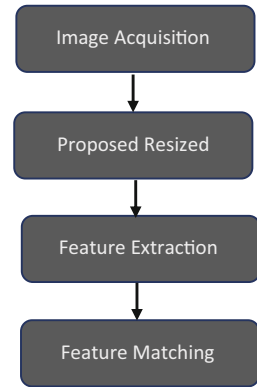 Image Acquisition
Proposed Resized
Feature Extraction
Feature Matching